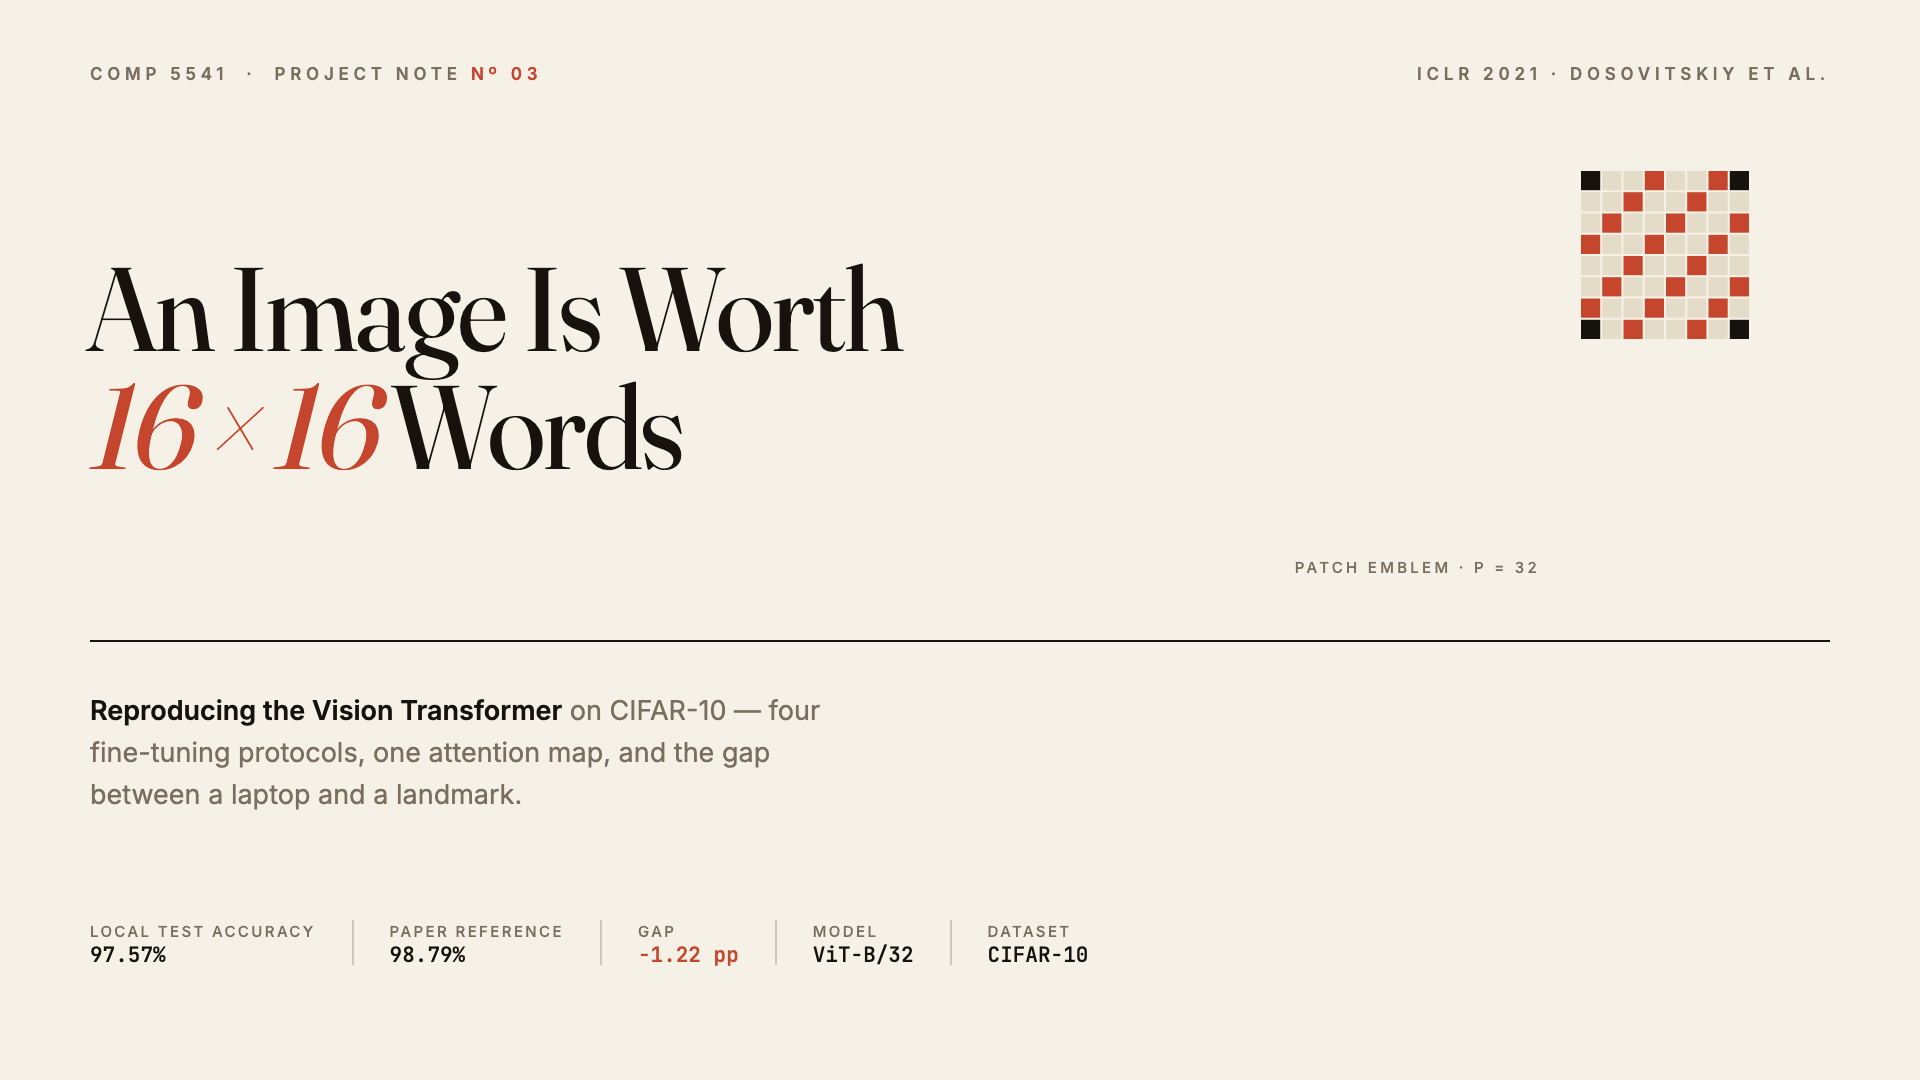 COMP 5541 · PROJECT NOTE Nº 03
ICLR 2021 · DOSOVITSKIY ET AL.
An Image Is Worth
16 × 16 Words
PATCH EMBLEM · P = 32
Reproducing the Vision Transformer on CIFAR-10 — four
fine-tuning protocols, one attention map, and the gap
between a laptop and a landmark.
LOCAL TEST ACCURACY
97.57%
PAPER REFERENCE
98.79%
GAP
-1.22 pp
MODEL
ViT-B/32
DATASET
CIFAR-10